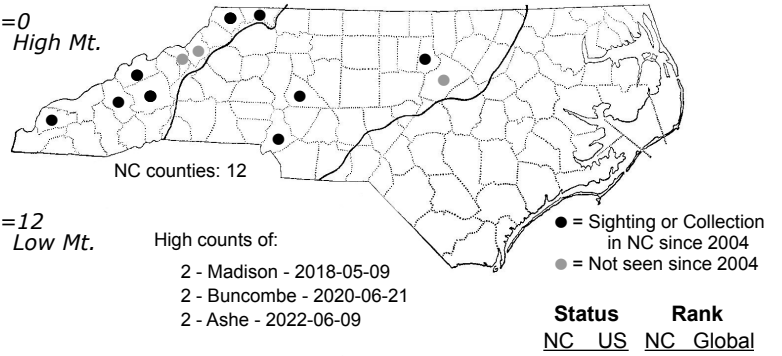 =0
High Mt.
NC counties: 12
=12
Low Mt.
High counts of:
2 - Madison - 2018-05-09
2 - Buncombe - 2020-06-21
2 - Ashe - 2022-06-09
= Sighting or Collection
in NC since 2004
= Not seen since 2004
Status Rank
NC US NC Global